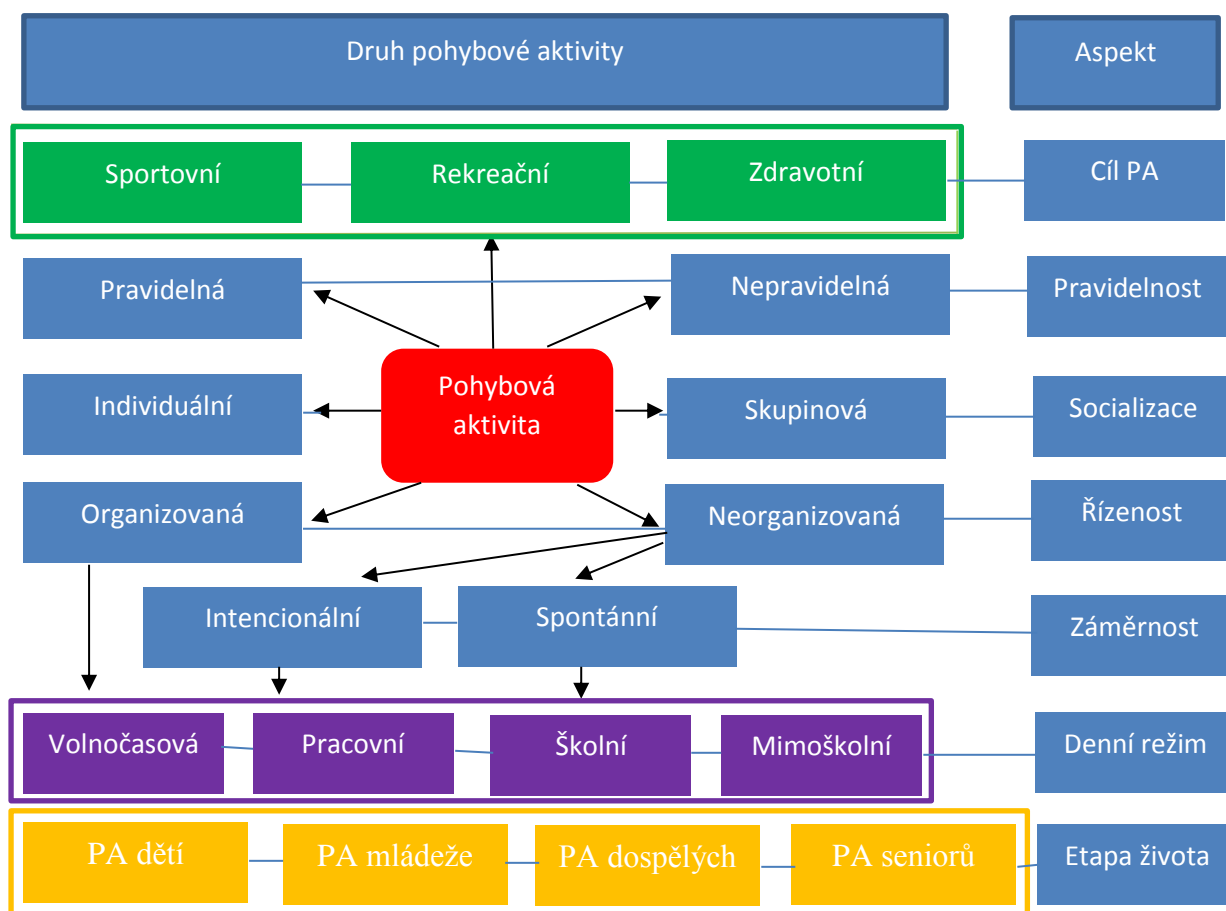 Druh pohybové aktivity
Aspekt
Sportovní
Rekreační
Zdravotní
Cíl PA
Pravidelná
Nepravidelná
Pravidelnost
Pohybová
aktivita
Individuální
Skupinová
Socializace
Organizovaná
Neorganizovaná
Řízenost
Intencionální
Spontánní
Záměrnost
Volnočasová
Pracovní
Školní
Mimoškolní
Denní režim
PA dětí
PA mládeže
PA dospělých
PA seniorů
Etapa života